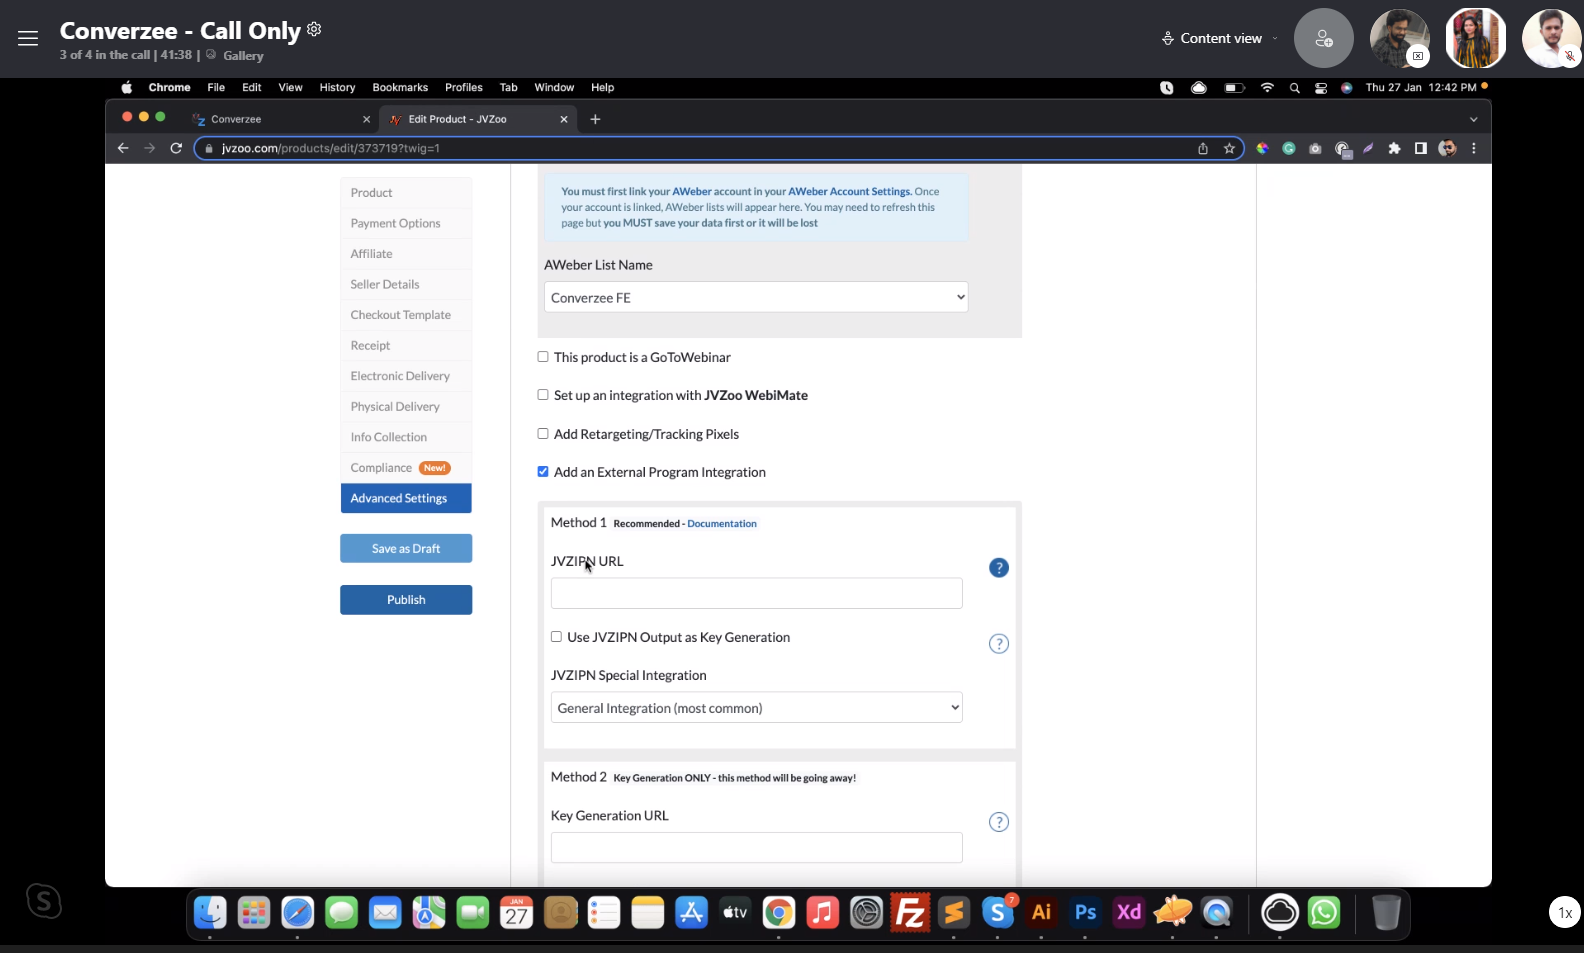 Converzee - Call Only
3 of 4 in the call | 41:38 | Gallery
Content view
Chrome File Edit View History Bookmarks Profiles Tab Window Help
Thu 27 Jan 12:42 PM
Converzee
Edit Product - JVZoo
jvzoo.com/products/edit/373719?twig=1
Product
Payment Options
Affiliate
Seller Details
Checkout Template
Receipt
Electronic Delivery
Physical Delivery
Info Collection
Compliance New!
Advanced Settings
Save as Draft
Publish
You must first link your AWeber account in your AWeber Account Settings. Once
your account is linked, AWeber lists will appear here. You may need to refresh this
page but you MUST save your data first or it will be lost
AWeber List Name
Converzee FE
This product is a GoToWebinar
Set up an integration with JVZoo WebiMate
Add Retargeting/Tracking Pixels
Add an External Program Integration
Method 1 Recommended - Documentation
JVZIPN URL
?
Use JVZIPN Output as Key Generation
?
JVZIPN Special Integration
General Integration (most common)
Method 2 Key Generation ONLY - this method will be going away!
Key Generation URL
?
S
JAN
27
tv
Fz
S
7
Ai
Ps
Xd
1x